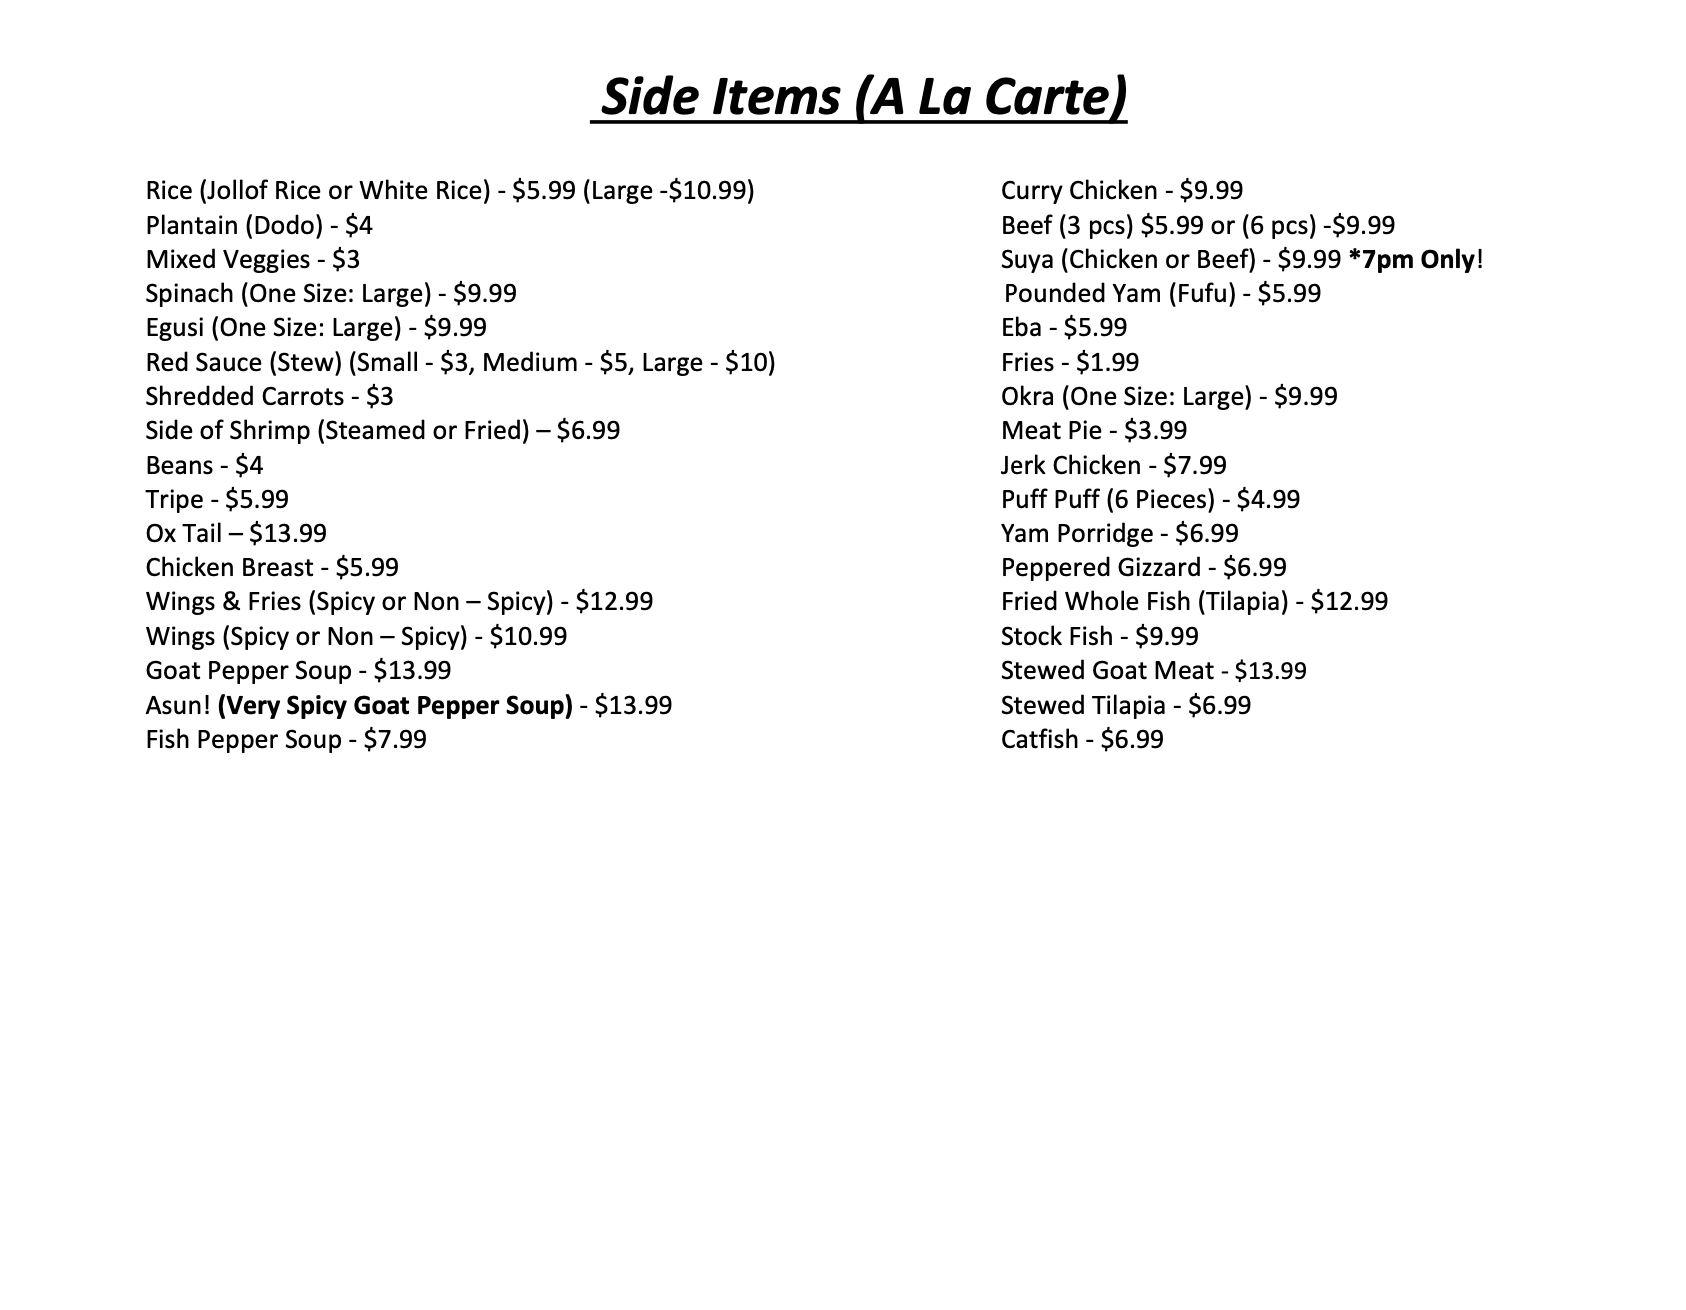 Side Items (A La Carte)
Rice (Jollof Rice or White Rice) - $5.99 (Large -$10.99)
Plantain (Dodo) - $4
Mixed Veggies - $3
Spinach (One Size: Large) - $9.99
Egusi (One Size: Large) - $9.99
Red Sauce (Stew) (Small - $3, Medium - $5, Large - $10)
Shredded Carrots - $3
Side of Shrimp (Steamed or Fried) – $6.99
Beans - $4
Tripe - $5.99
Ox Tail – $13.99
Chicken Breast - $5.99
Wings & Fries (Spicy or Non – Spicy) - $12.99
Wings (Spicy or Non – Spicy) - $10.99
Goat Pepper Soup - $13.99
Asun! (Very Spicy Goat Pepper Soup) - $13.99
Fish Pepper Soup - $7.99
Curry Chicken - $9.99
Beef (3 pcs) $5.99 or (6 pcs) -$9.99
Suya (Chicken or Beef) - $9.99 *7pm Only!
Pounded Yam (Fufu) - $5.99
Eba - $5.99
Fries - $1.99
Okra (One Size: Large) - $9.99
Meat Pie - $3.99
Jerk Chicken - $7.99
Puff Puff (6 Pieces) - $4.99
Yam Porridge - $6.99
Peppered Gizzard - $6.99
Fried Whole Fish (Tilapia) - $12.99
Stock Fish - $9.99
Stewed Goat Meat - $13.99
Stewed Tilapia - $6.99
Catfish - $6.99